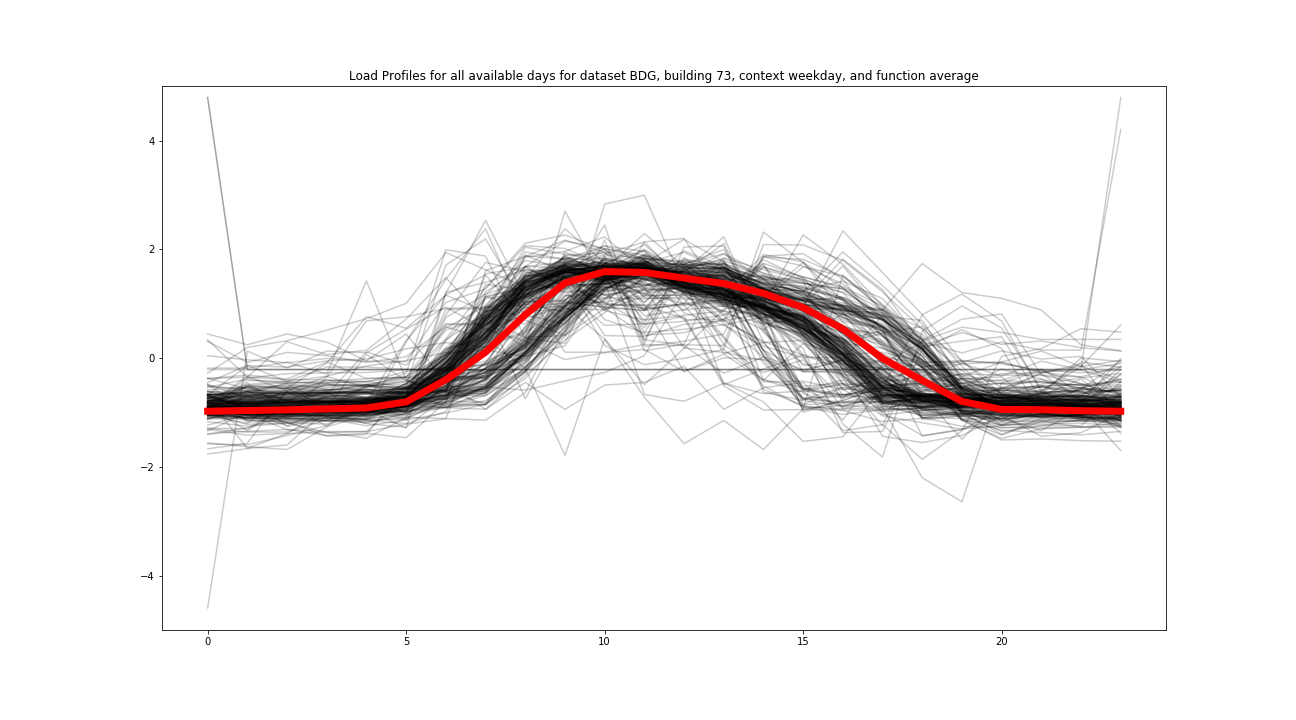 Load Profiles for all available days for dataset BDG, building 73, context weekday, and function average
4
2
0
−2
−4
0 5 10 15 20